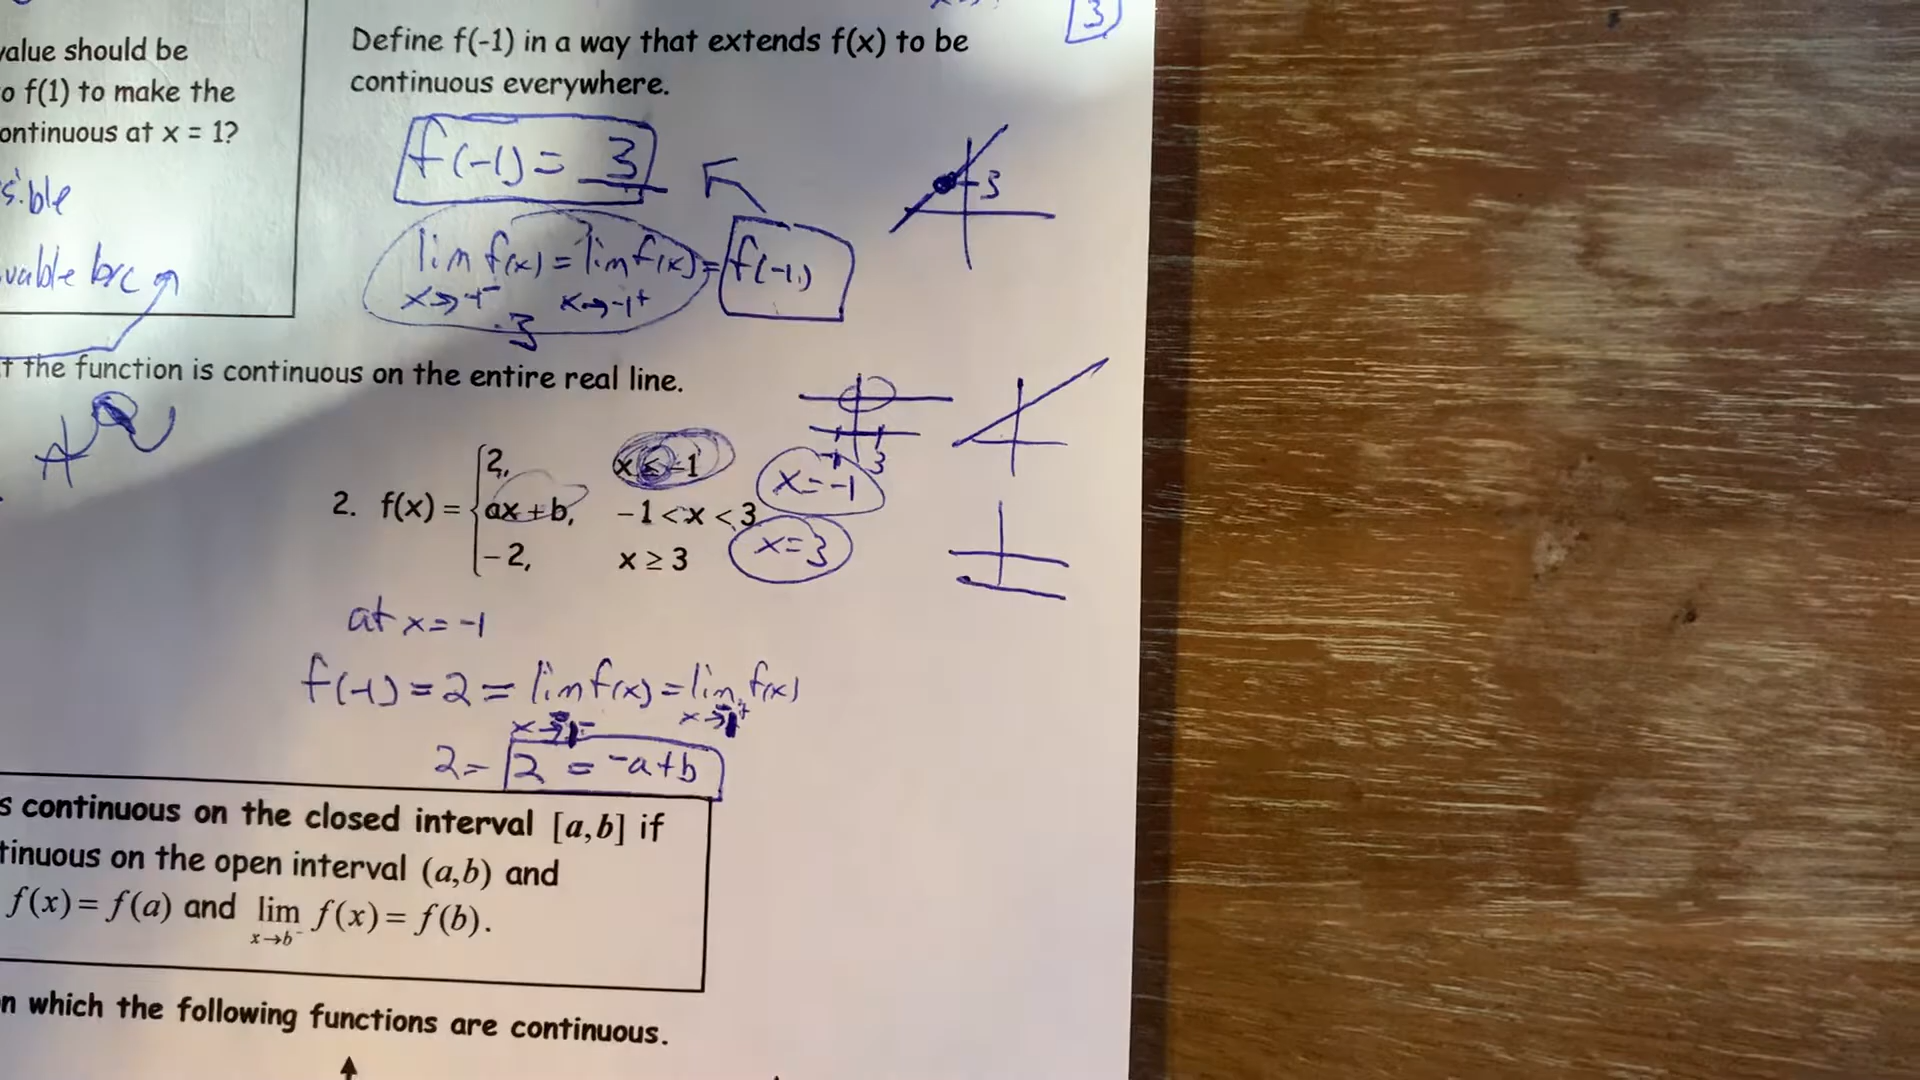 value should be
o f(1) to make the
ontinuous at x = 1?
sible
vable b/c
3
Define f(-1) in a way that extends f(x) to be
continuous everywhere.
f(-1) = 3
3
lim f(x) = lim f(x) = f(-1)
x→-1⁻ x→-1⁺
3
t the function is continuous on the entire real line.
2. f(x) = { 2, x ≤ -1
ax + b, -1 < x < 3
-2, x ≥ 3
-1 3
x = -1
x = 3
at x = -1
f(-1) = 2 = lim f(x) = lim f(x)
x→-1⁻ x→-1⁺
2 = 2 = -a+b
s continuous on the closed interval [a,b] if
tinuous on the open interval (a,b) and
f(x) = f(a) and lim f(x) = f(b).
x→b⁻
n which the following functions are continuous.